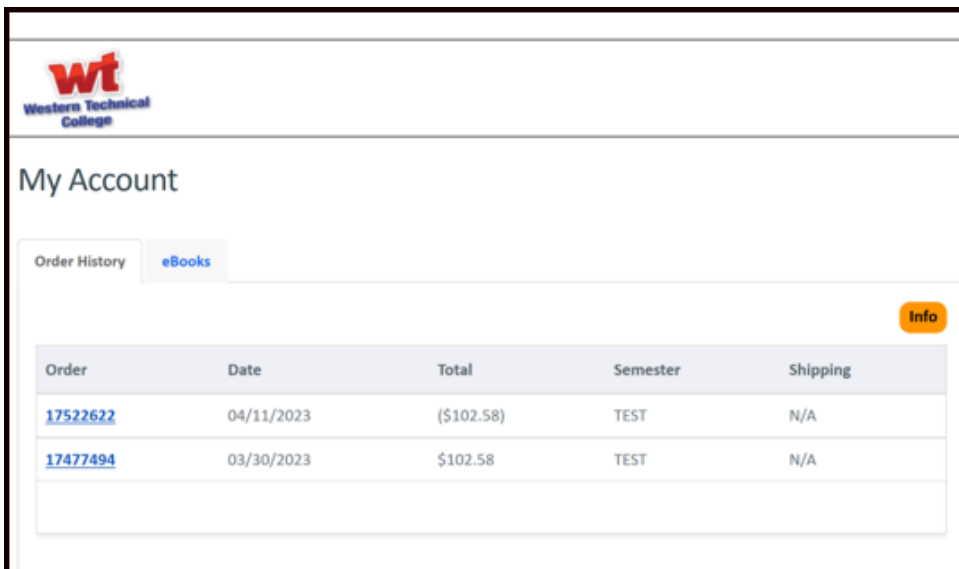 wt
Western Technical
College
My Account
Order History eBooks
Info
Order Date Total Semester Shipping
17522622 04/11/2023 ($102.58) TEST N/A
17477494 03/30/2023 $102.58 TEST N/A